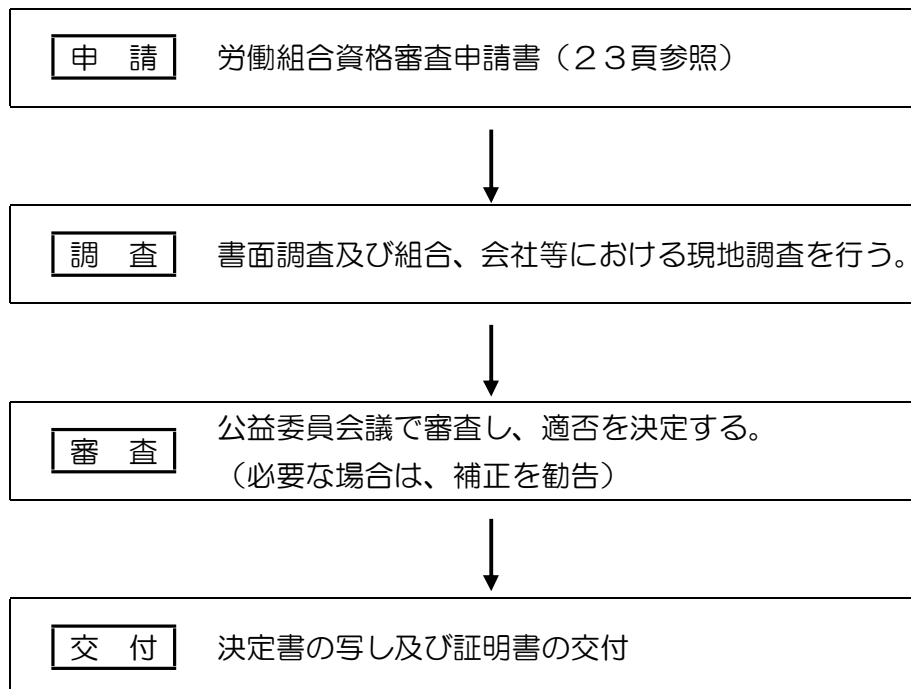 申　請　労働組合資格審査申請書（２３頁参照）
調　査　書面調査及び組合、会社等における現地調査を行う。
審　査　公益委員会議で審査し、適否を決定する。
（必要な場合は、補正を勧告）
交　付　決定書の写し及び証明書の交付